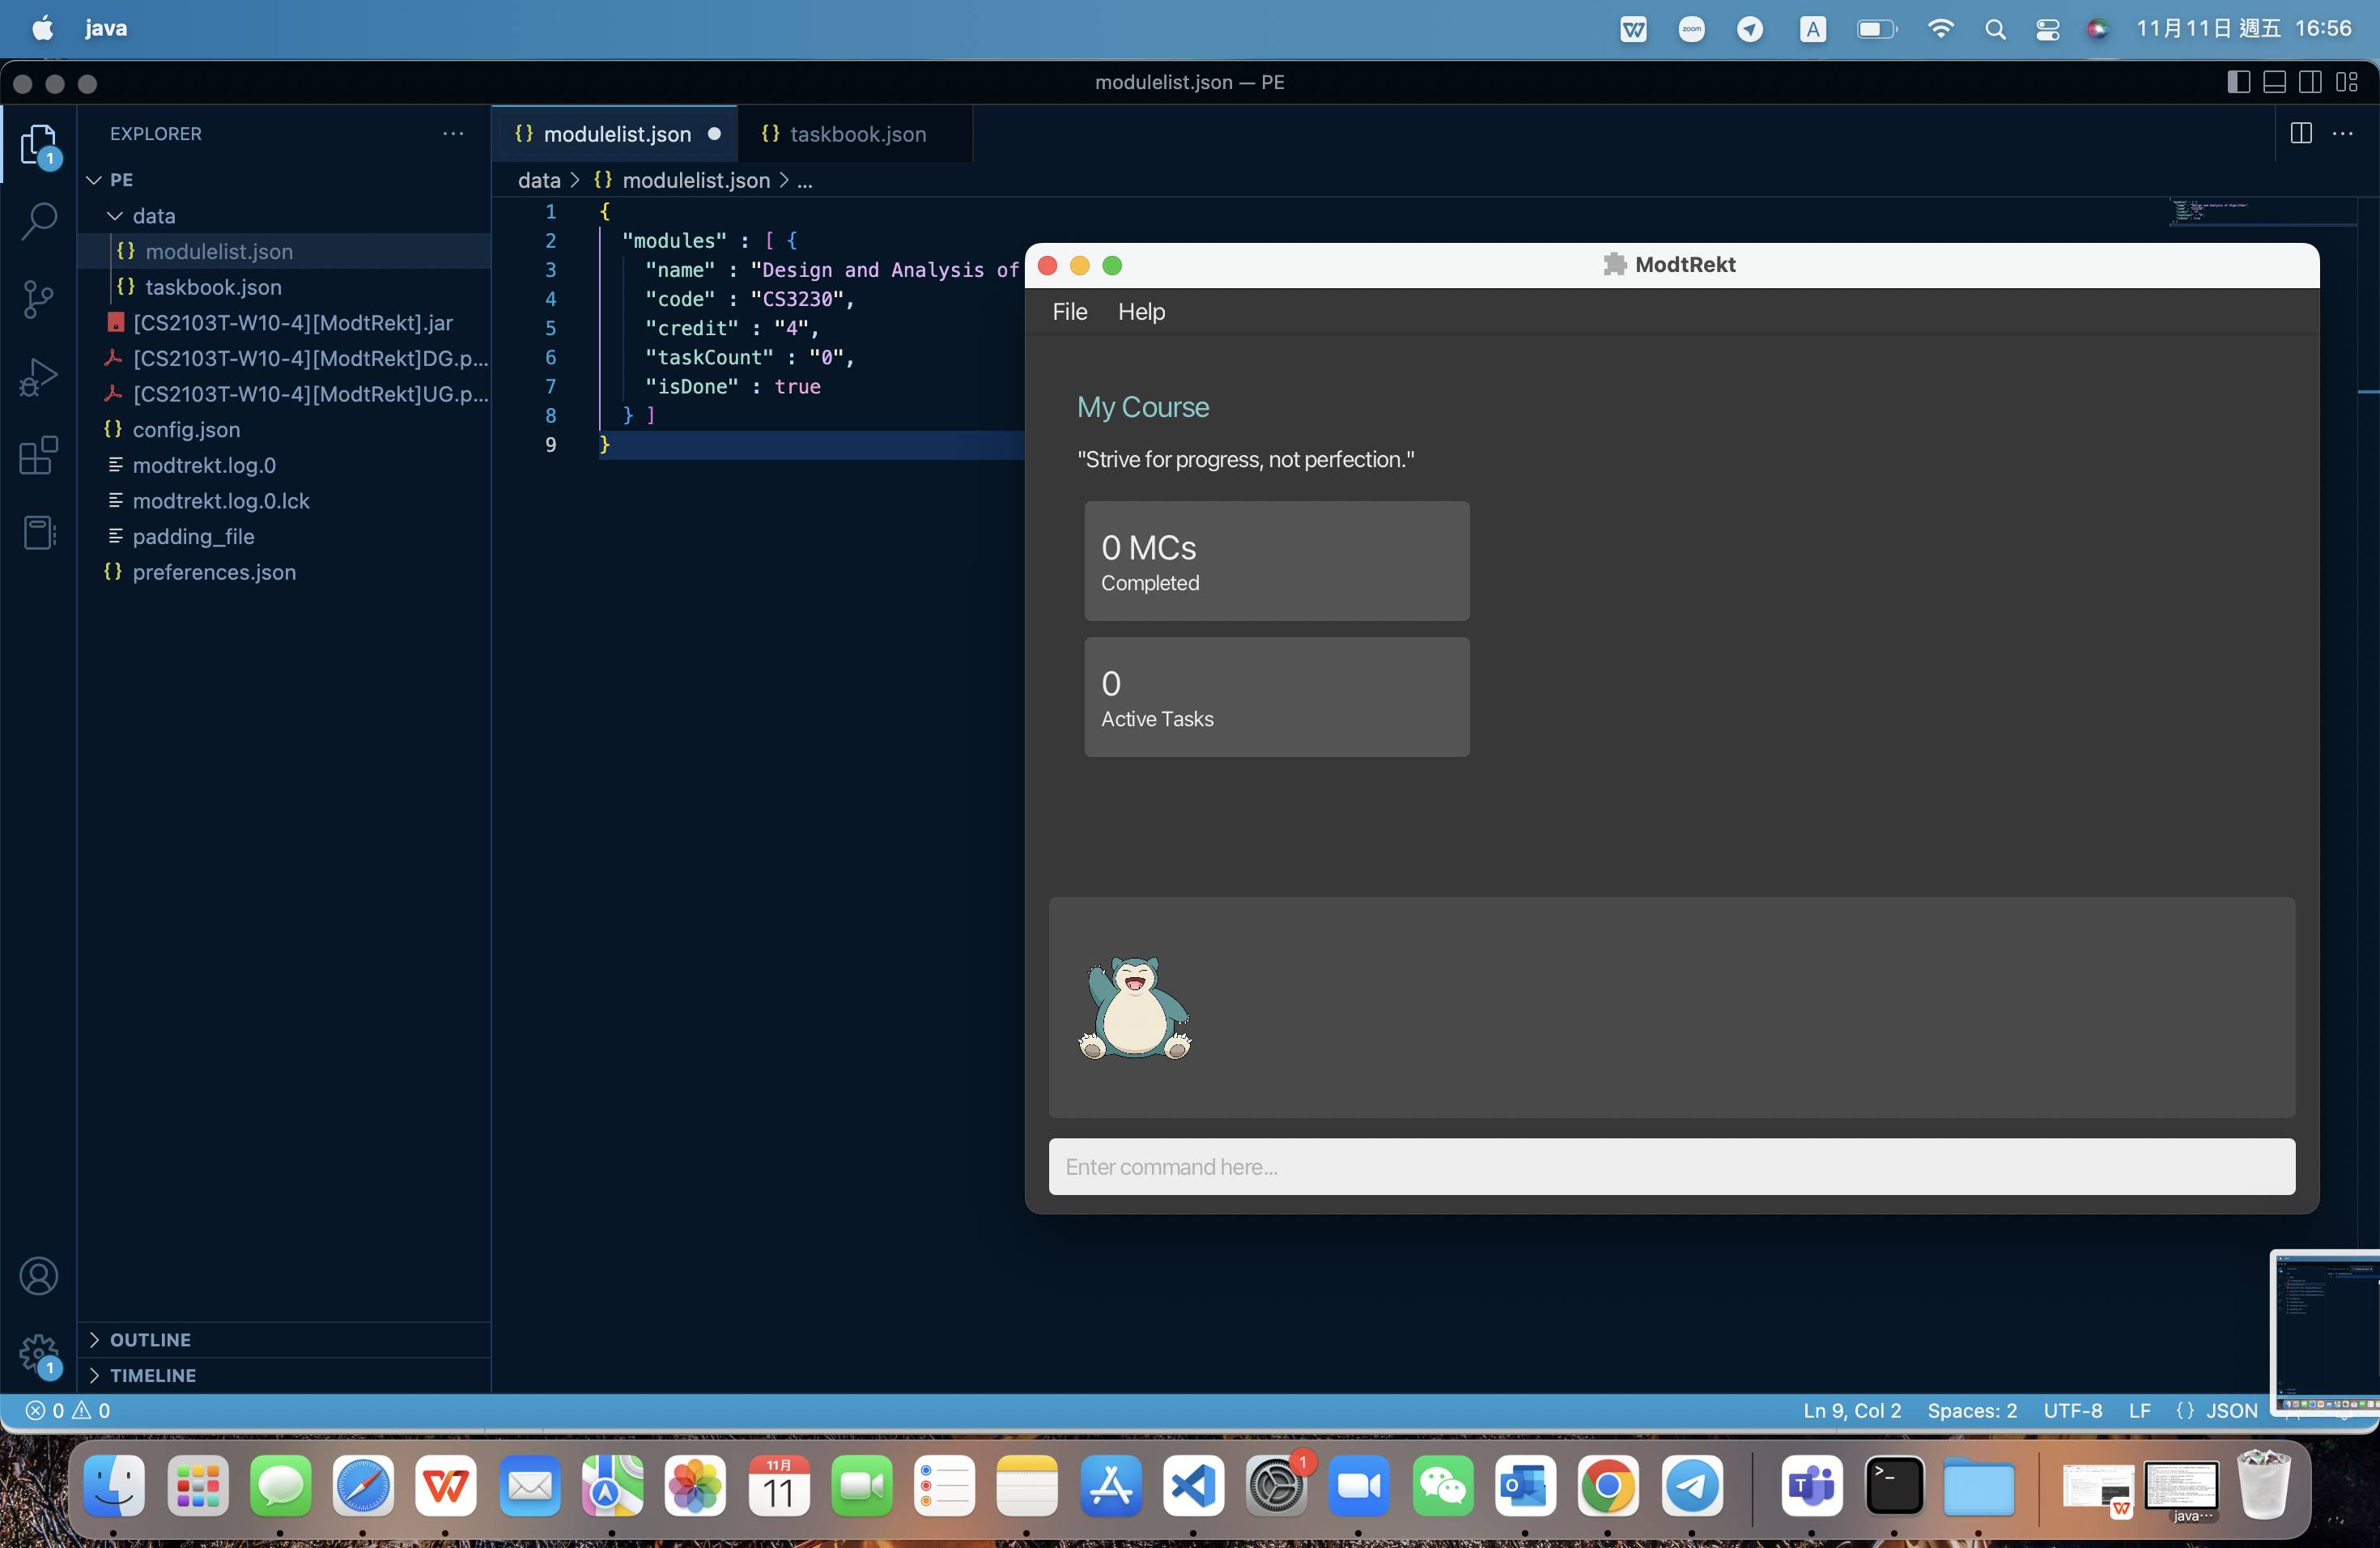 java
A
zoom
11月11日 週五 16:56
modulelist.json — PE
EXPLORER
1
PE
data
{} modulelist.json
{} taskbook.json
[CS2103T-W10-4][ModtRekt].jar
[CS2103T-W10-4][ModtRekt]DG.p...
[CS2103T-W10-4][ModtRekt]UG.p...
{} config.json
modtrekt.log.0
modtrekt.log.0.lck
padding_file
{} preferences.json
OUTLINE
1
TIMELINE
{} modulelist.json
{} taskbook.json
data > {} modulelist.json > ...
1 {
2 "modules" : [ {
3 "name" : "Design and Analysis of
4 "code" : "CS3230",
5 "credit" : "4",
6 "taskCount" : "0",
7 "isDone" : true
8 } ]
9 }
ModtRekt
File Help
My Course
"Strive for progress, not perfection."
0 MCs
Completed
0
Active Tasks
Enter command here...
0 0
Ln 9, Col 2 Spaces: 2 UTF-8 LF {} JSON
11月
11
1
java...